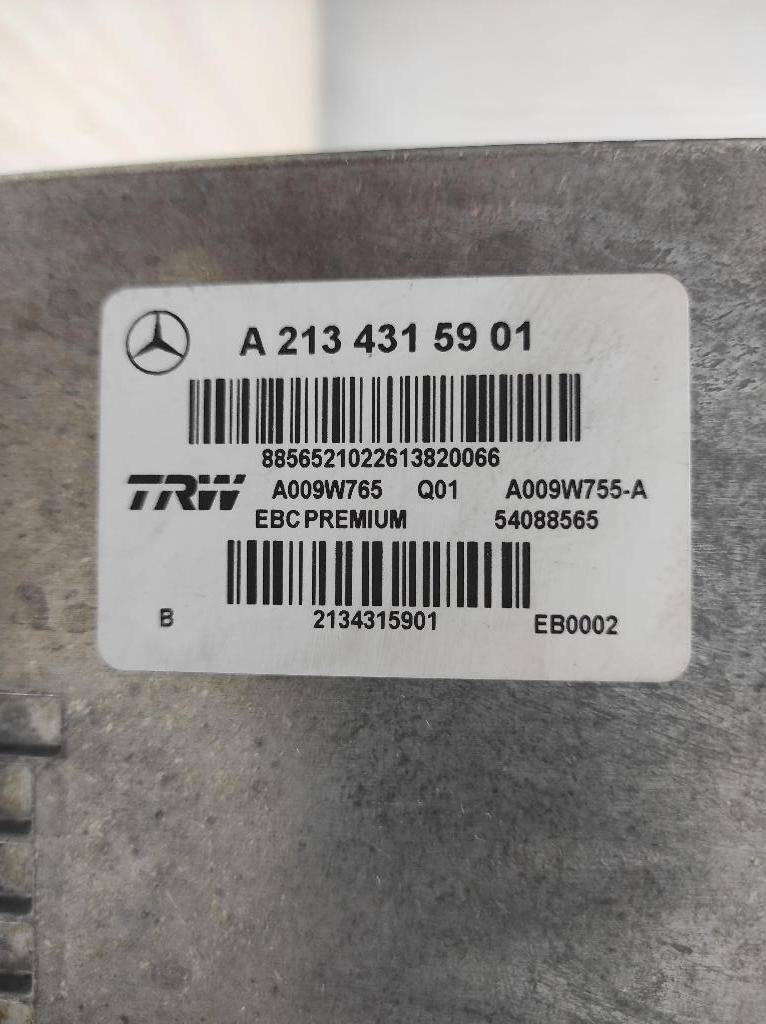 A 213 431 59 01
8856521022613820066
TRW A009W765 Q01 A009W755-A
EBC PREMIUM 54088565
B 2134315901 EB0002